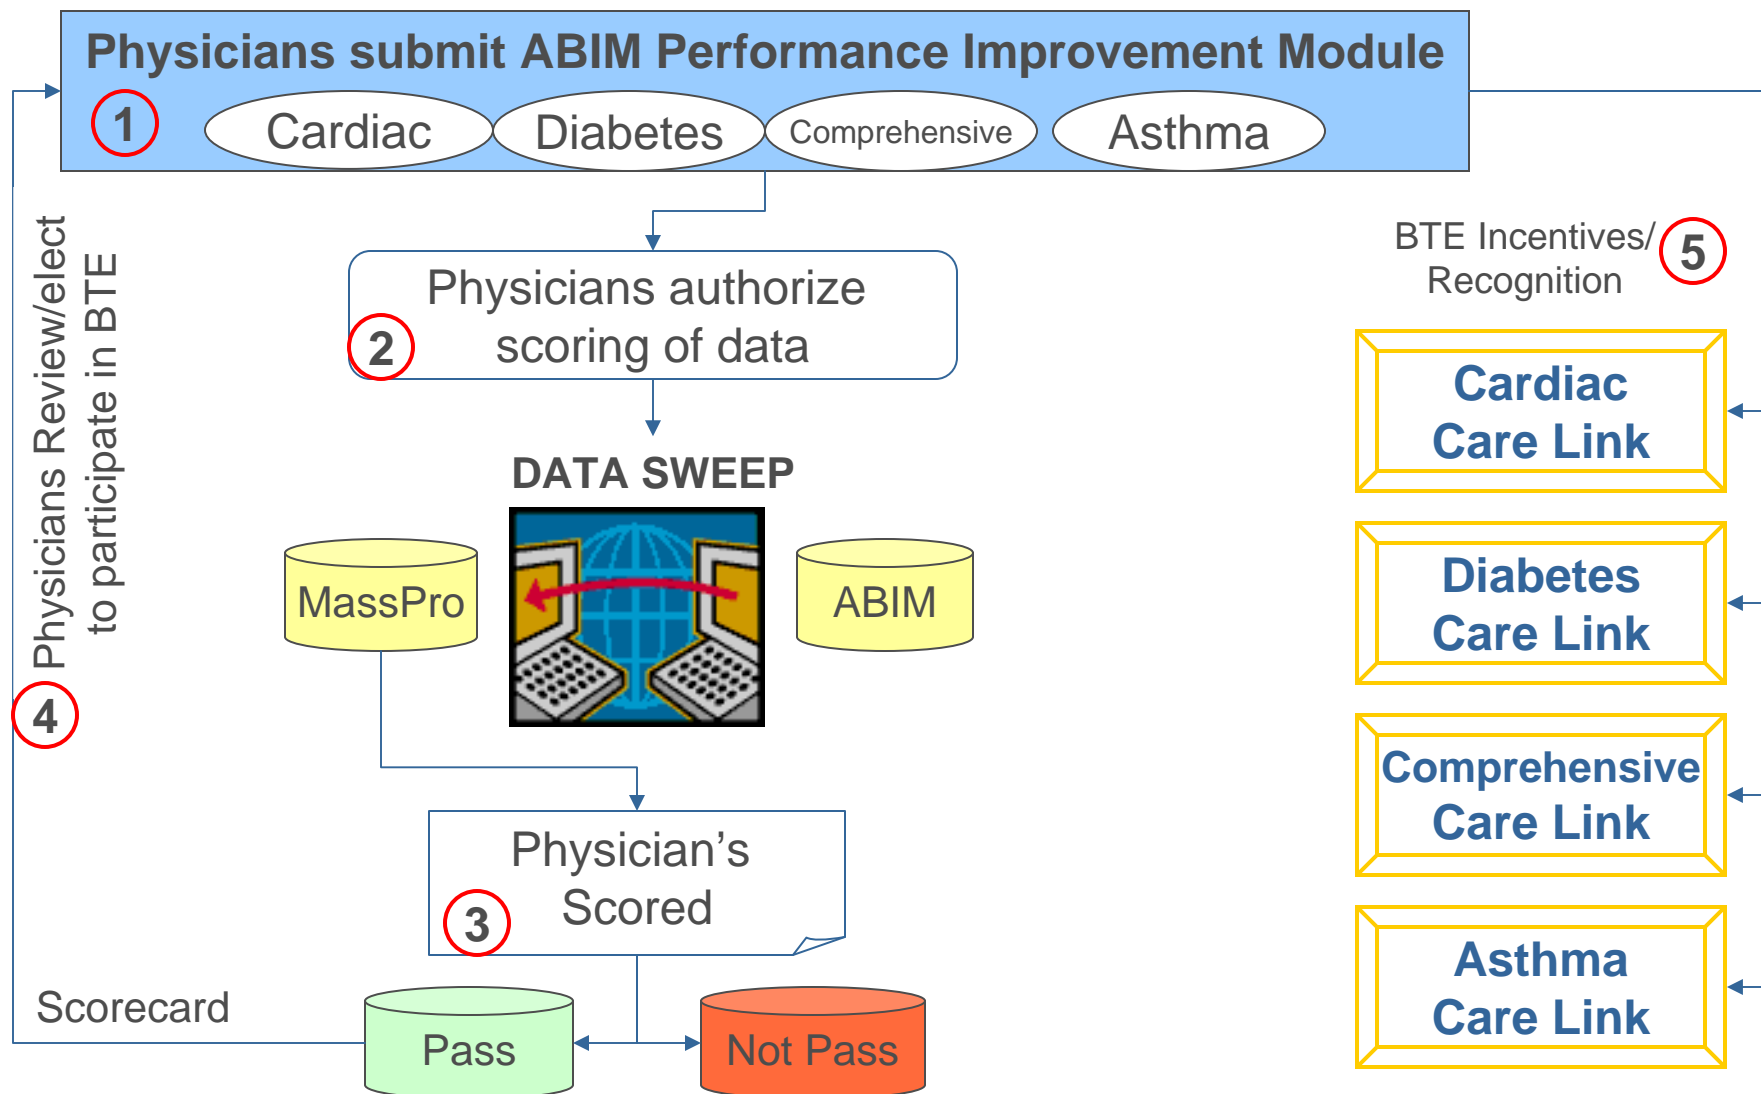 Physicians submit ABIM Performance Improvement Module
1
Cardiac
Diabetes
Comprehensive
Asthma
Physicians authorize
scoring of data
2
DATA SWEEP
MassPro
ABIM
Physician’s
Scored
3
Pass
Not Pass
Scorecard
4
Physicians Review/elect
to participate in BTE
BTE Incentives/
Recognition
5
Cardiac
Care Link
Diabetes
Care Link
Comprehensive
Care Link
Asthma
Care Link